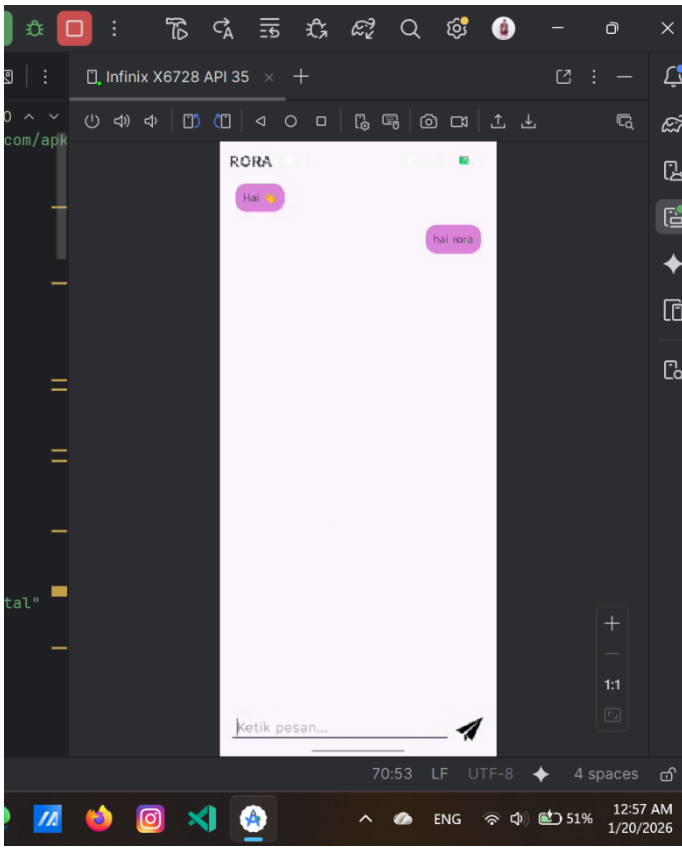 Infinix X6728 API 35
0
com/apk
RORA
Hai 👋
hai rora
tal"
1:1
Ketik pesan...
70:53 LF UTF-8 4 spaces
ENG 51% 12:57 AM
1/20/2026